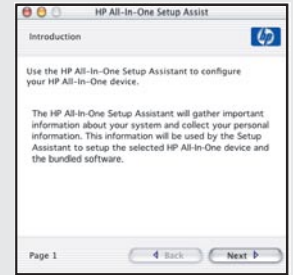 HP All-In-One Setup Assist
Introduction
hp
Use the HP All-In-One Setup Assistant to configure
your HP All-In-One device.
The HP All-In-One Setup Assistant will gather important
information about your system and collect your personal
information. This information will be used by the Setup
Assistant to setup the selected HP All-In-One device and
the bundled software.
Page 1
Back
Next